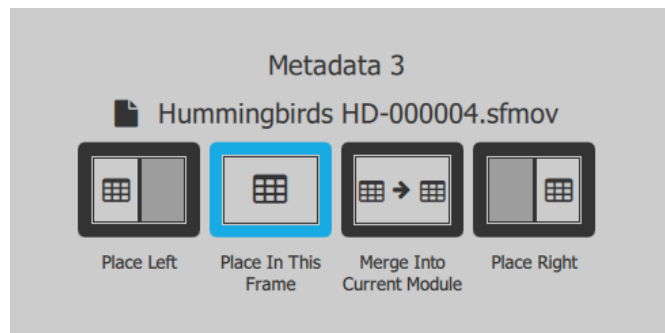 Metadata 3
Hummingbirds HD-000004.sfmov
Place Left
Place In This
Frame
Merge Into
Current Module
Place Right